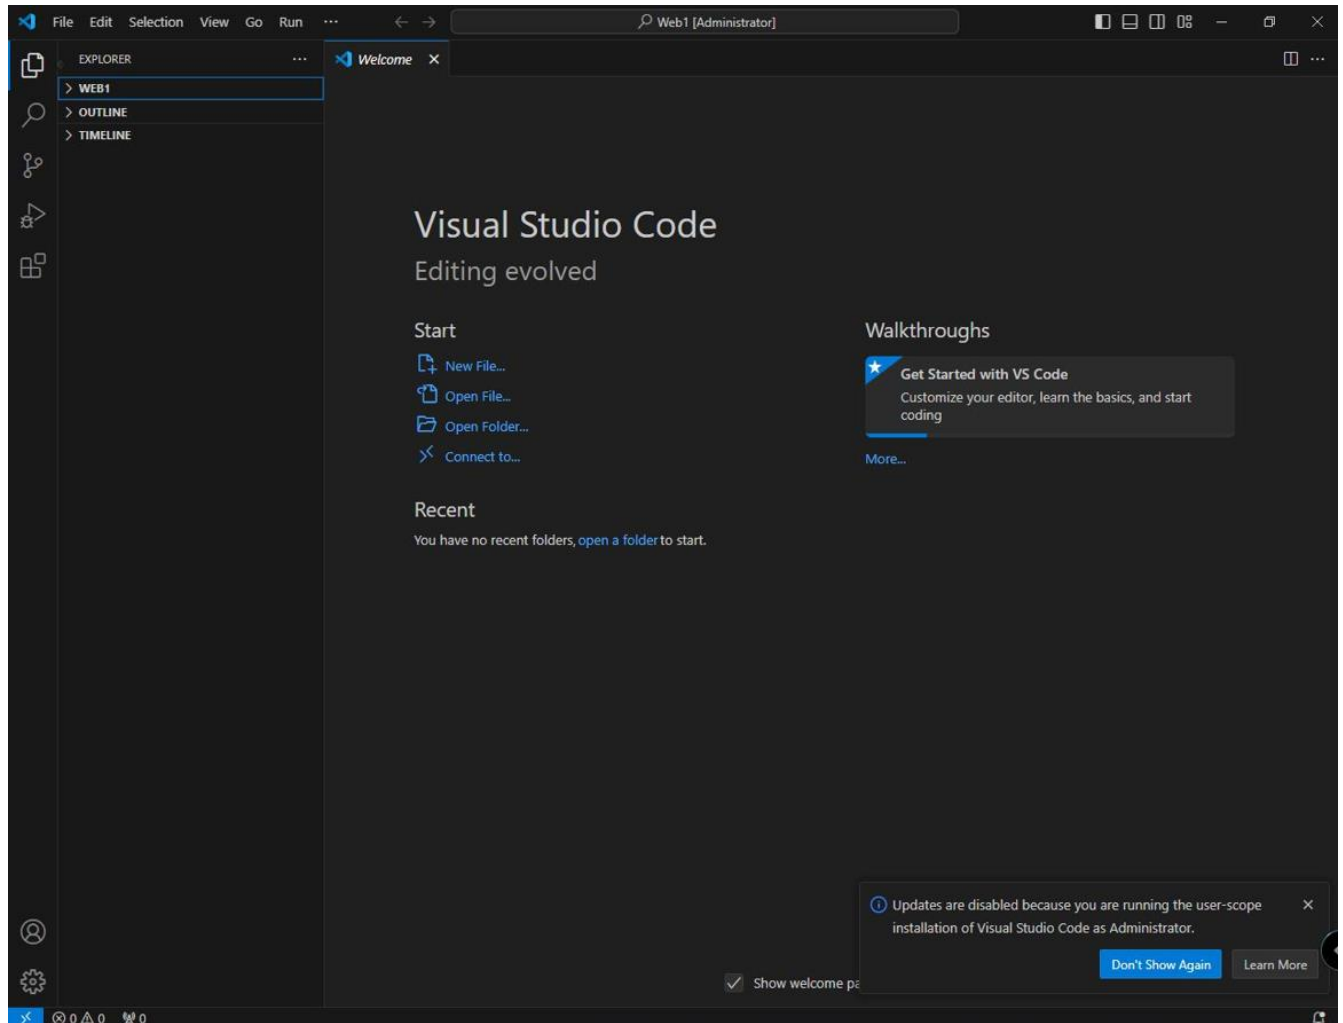 File Edit Selection View Go Run ··· Web1 [Administrator]
EXPLORER ···
Welcome
WEB1
OUTLINE
TIMELINE
Visual Studio Code
Editing evolved
Start
New File...
Open File...
Open Folder...
Connect to...
Recent
You have no recent folders, open a folder to start.
Walkthroughs
Get Started with VS Code
Customize your editor, learn the basics, and start
coding
More...
Updates are disabled because you are running the user-scope
installation of Visual Studio Code as Administrator.
Don't Show Again Learn More
Show welcome pa
0 0 0